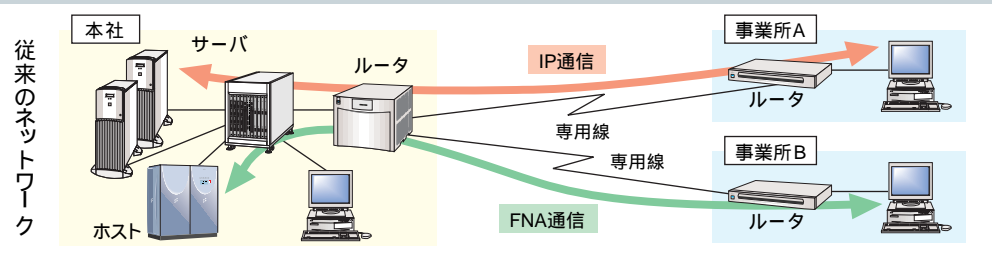 従来のネットワーク
本社
サーバ
ルータ
ホスト
IP通信
専用線
専用線
FNA通信
事業所A
ルータ
事業所B
ルータ